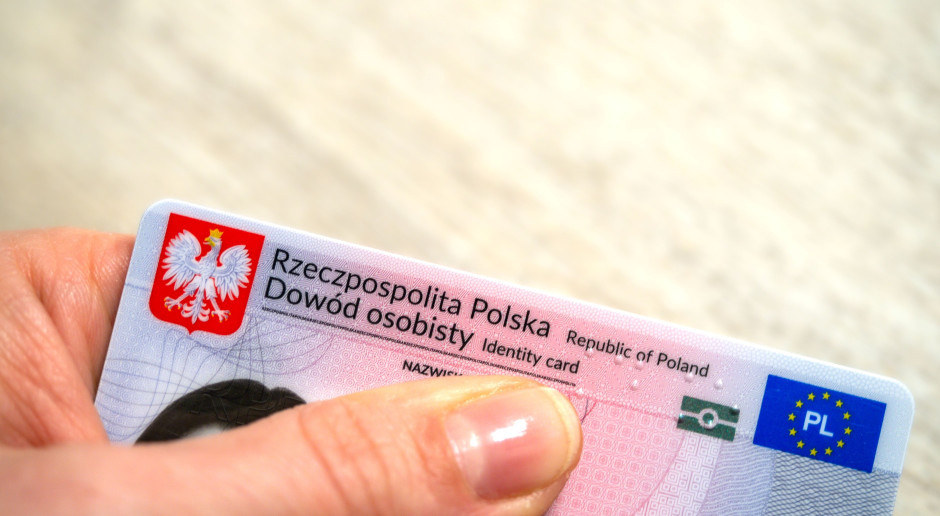 Rzeczpospolita Polska Republic of Poland
Dowód osobisty Identity card
PL